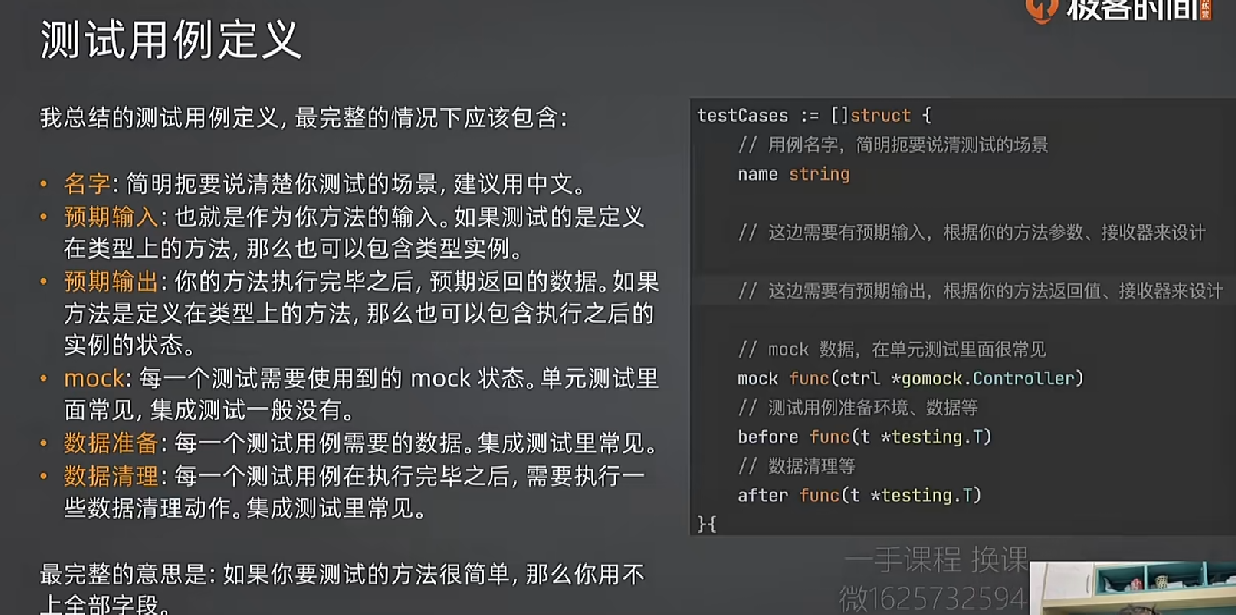 测试用例定义
极客时间
我总结的测试用例定义, 最完整的情况下应该包含:
• 名字: 简明扼要说清楚你测试的场景, 建议用中文。
• 预期输入: 也就是作为你方法的输入。如果测试的是定义
在类型上的方法, 那么也可以包含类型实例。
• 预期输出: 你的方法执行完毕之后, 预期返回的数据。如果
方法是定义在类型上的方法, 那么也可以包含执行之后的
实例的状态。
• mock: 每一个测试需要使用到的 mock 状态。单元测试里
面常见, 集成测试一般没有。
• 数据准备: 每一个测试用例需要的数据。集成测试里常见。
• 数据清理: 每一个测试用例在执行完毕之后, 需要执行一
些数据清理动作。集成测试里常见。
最完整的意思是: 如果你要测试的方法很简单, 那么你用不
上全部字段。
testCases := []struct {
// 用例名字, 简明扼要说清测试的场景
name string
// 这边需要有预期输入, 根据你的方法参数、接收器来设计
// 这边需要有预期输出, 根据你的方法返回值、接收器来设计
// mock 数据, 在单元测试里面很常见
mock func(ctrl *gomock.Controller)
// 测试用例准备环境、数据等
before func(t *testing.T)
// 数据清理等
after func(t *testing.T)
}{
一手课程 换课
微1625732594